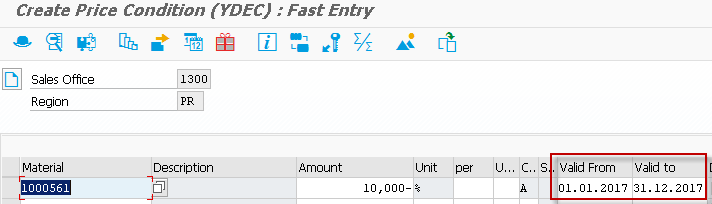 Create Price Condition (YDEC) : Fast Entry
Sales Office 1300
Region PR
Material Description Amount Unit per U... C.. S.. Valid From Valid to
1000561 10,000- % A 01.01.2017 31.12.2017